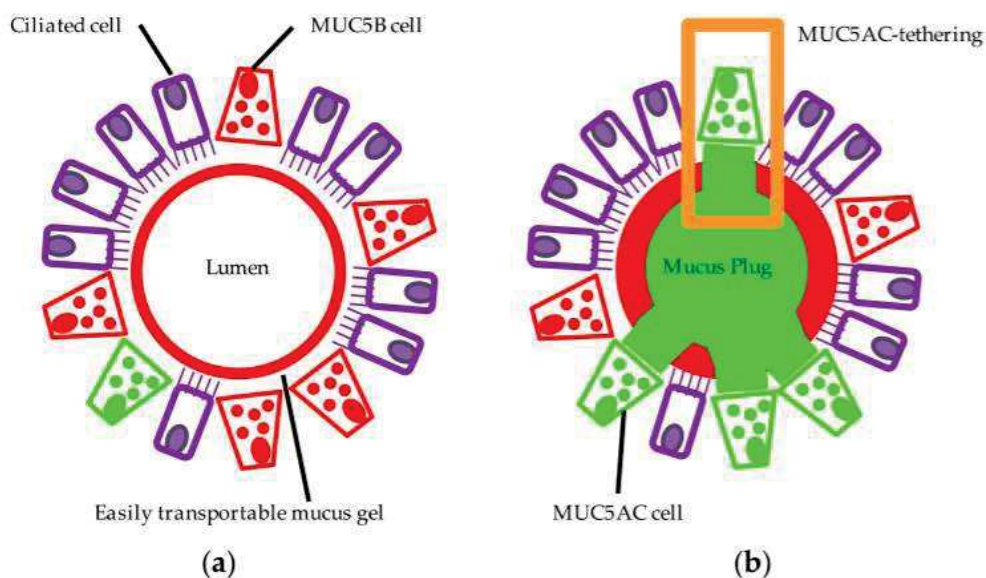 Ciliated cell
MUC5B cell
MUC5AC-tethering
Lumen
Mucus Plug
Easily transportable mucus gel
MUC5AC cell
(a)
(b)